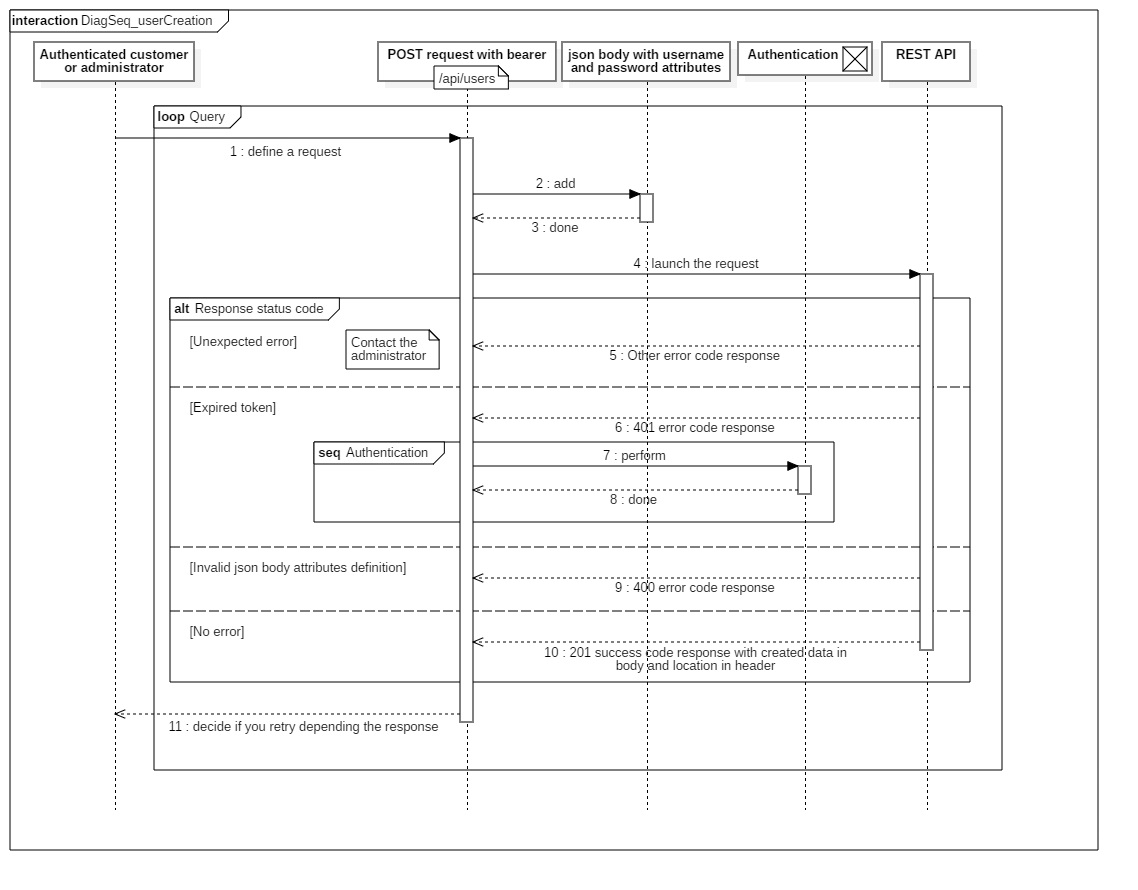 interaction DiagSeq_userCreation
Authenticated customer
or administrator
POST request with bearer
/api/users
json body with username
and password attributes
Authentication
REST API
loop Query
1 : define a request
2 : add
3 : done
4 : launch the request
alt Response status code
[Unexpected error]
Contact the
administrator
5 : Other error code response
[Expired token]
6 : 401 error code response
seq Authentication
7 : perform
8 : done
[Invalid json body attributes definition]
9 : 400 error code response
[No error]
10 : 201 success code response with created data in
body and location in header
11 : decide if you retry depending the response